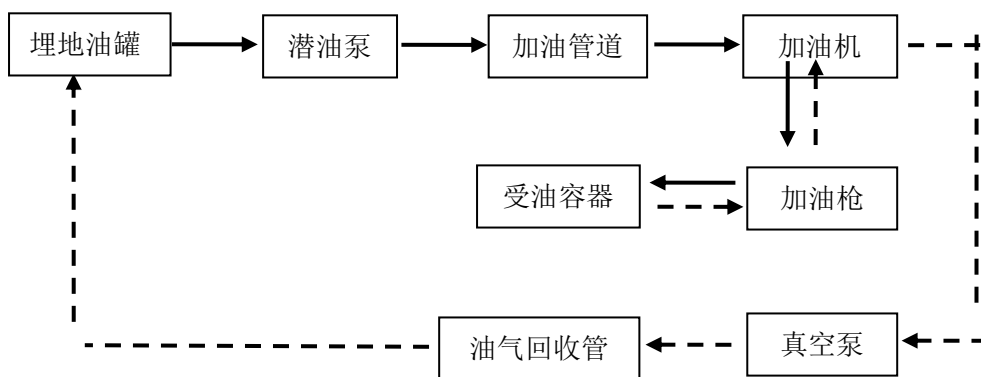 埋地油罐
潜油泵
加油管道
加油机
受油容器
加油枪
油气回收管
真空泵